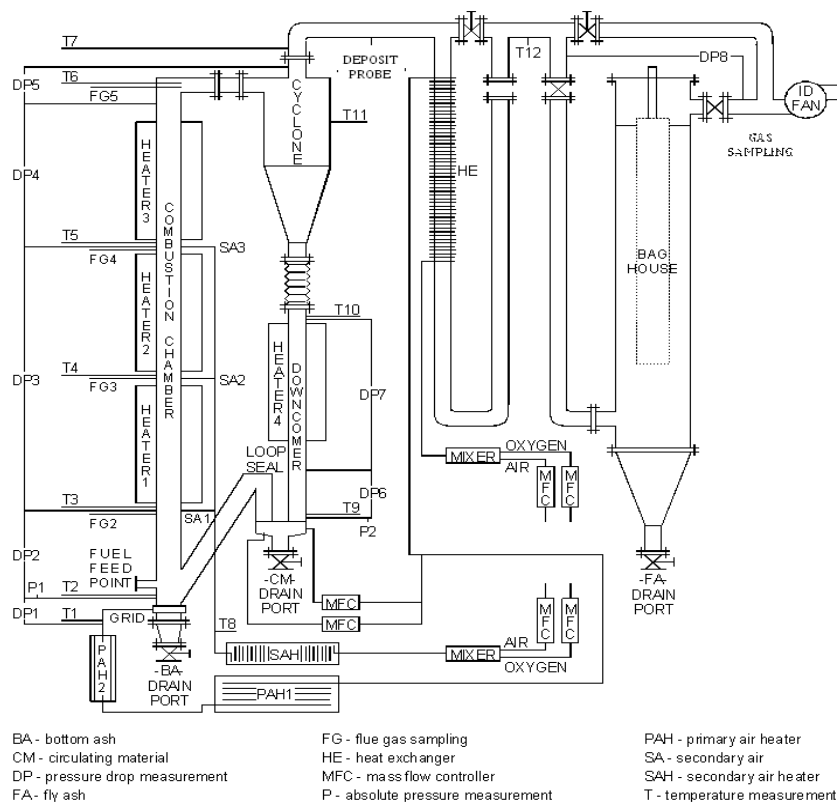 T7
T6
DP5
FG5
CYCLONE
DEPOSIT
PROBE
T12
DP8
ID
FAN
T11
GAS
SAMPLING
HEATER3
COMBUSTION CHAMBER
DP4
HE
T5
SA3
FG4
BAG
HOUSE
HEATER2
T10
HEATER4
DOWNCOMER
T4
SA2
DP3
FG3
DP7
HEATER1
LOOP
SEAL
OXYGEN
MIXER
AIR
MFC
MFC
DP6
T3
T9
FG2
SA1
P2
DP2
FUEL
FEED
POINT
P1
T2
-CM-
DRAIN
PORT
-FA-
DRAIN
PORT
DP1
T1
GRID
MFC
MFC
MFC
MFC
T8
AIR
SAH
MIXER
OXYGEN
PAH2
-BA-
DRAIN
PORT
PAH1
BA - bottom ash
CM - circulating material
DP - pressure drop measurement
FA - fly ash
FG - flue gas sampling
HE - heat exchanger
MFC - mass flow controller
P - absolute pressure measurement
PAH - primary air heater
SA - secondary air
SAH - secondary air heater
T - temperature measurement